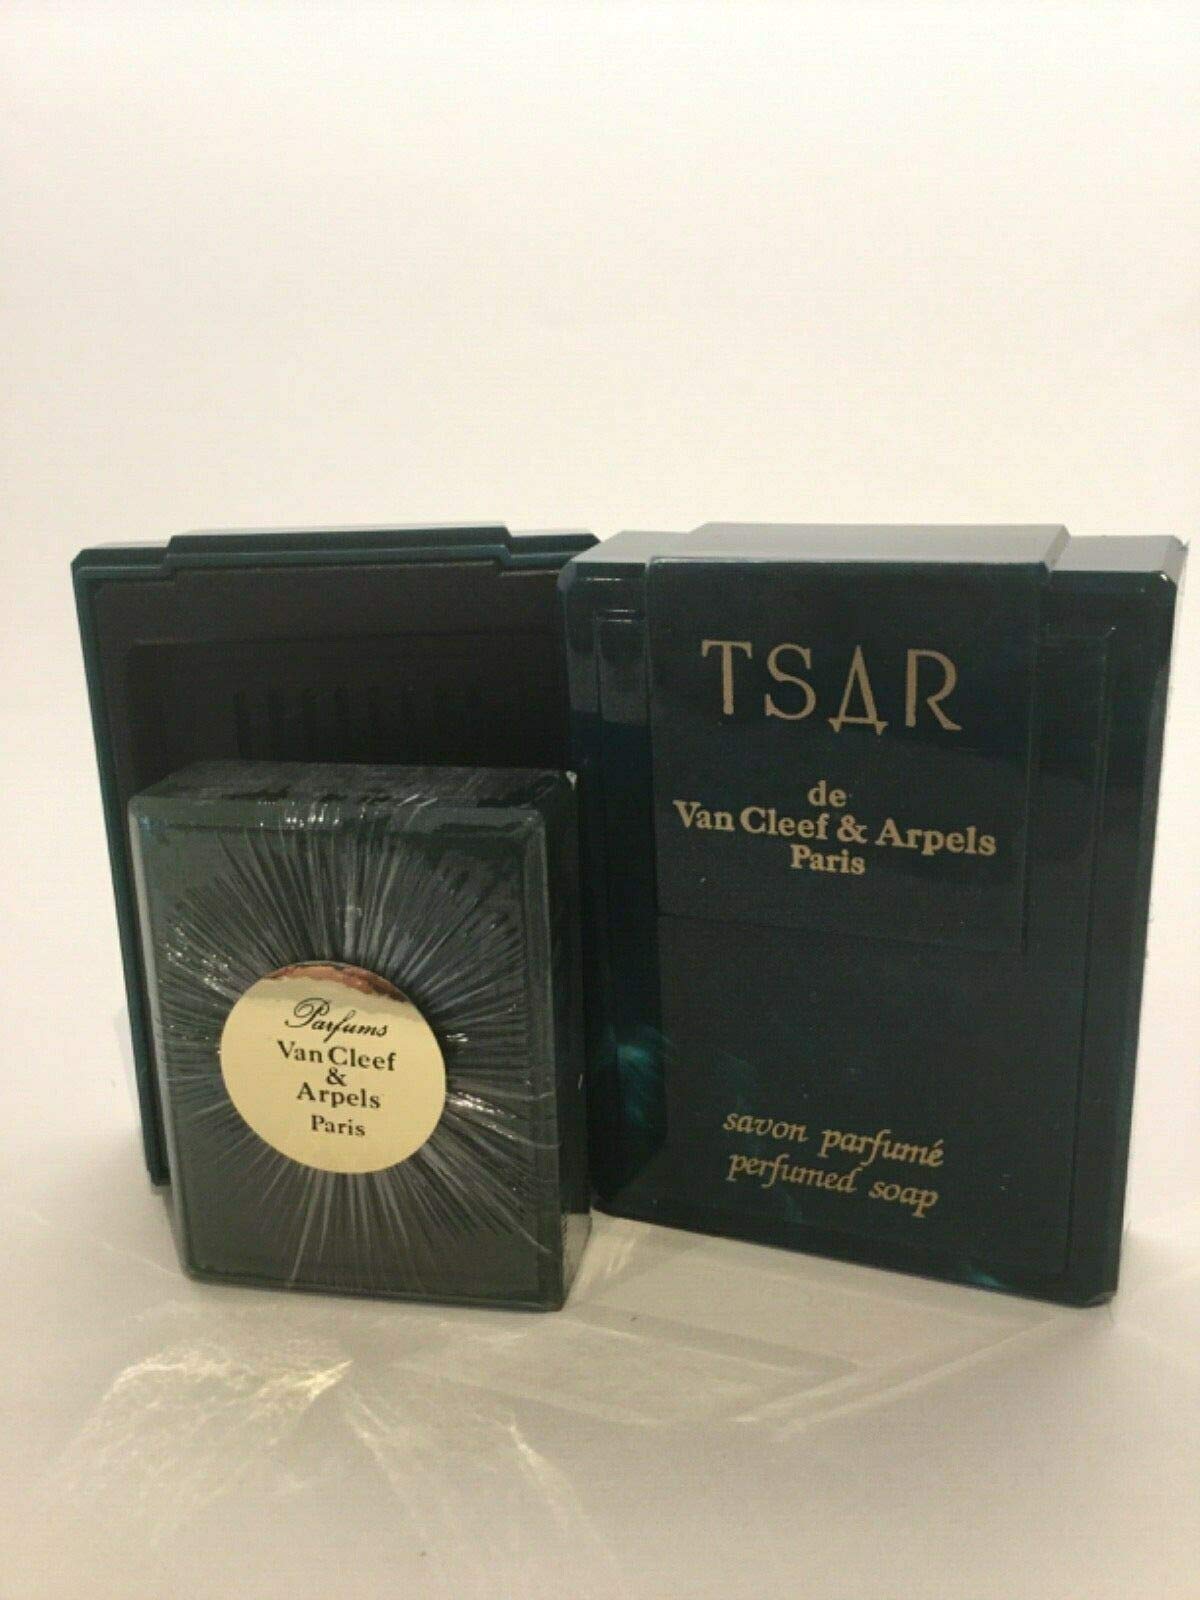 TSAR
de
Van Cleef & Arpels
Paris
savon parfumé
perfumed soap
Parfums
Van Cleef
&
Arpels
Paris